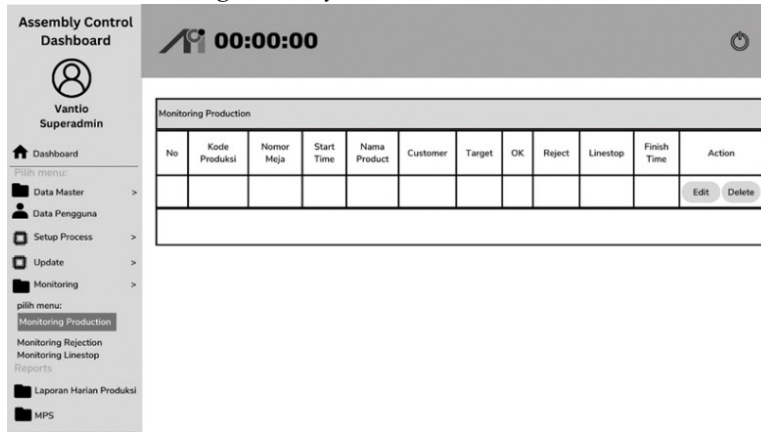 Assembly Control
Dashboard
Vantio
Superadmin
Dashboard
Pilih menu:
Data Master >
Data Pengguna
Setup Process >
Update >
Monitoring >
pilih menu:
Monitoring Production
Monitoring Rejection
Monitoring Linestop
Reports
Laporan Harian Produksi
MPS
00:00:00
Monitoring Production
No Kode Produksi Nomor Meja Start Time Nama Product Customer Target OK Reject Linestop Finish Time Action
Edit Delete